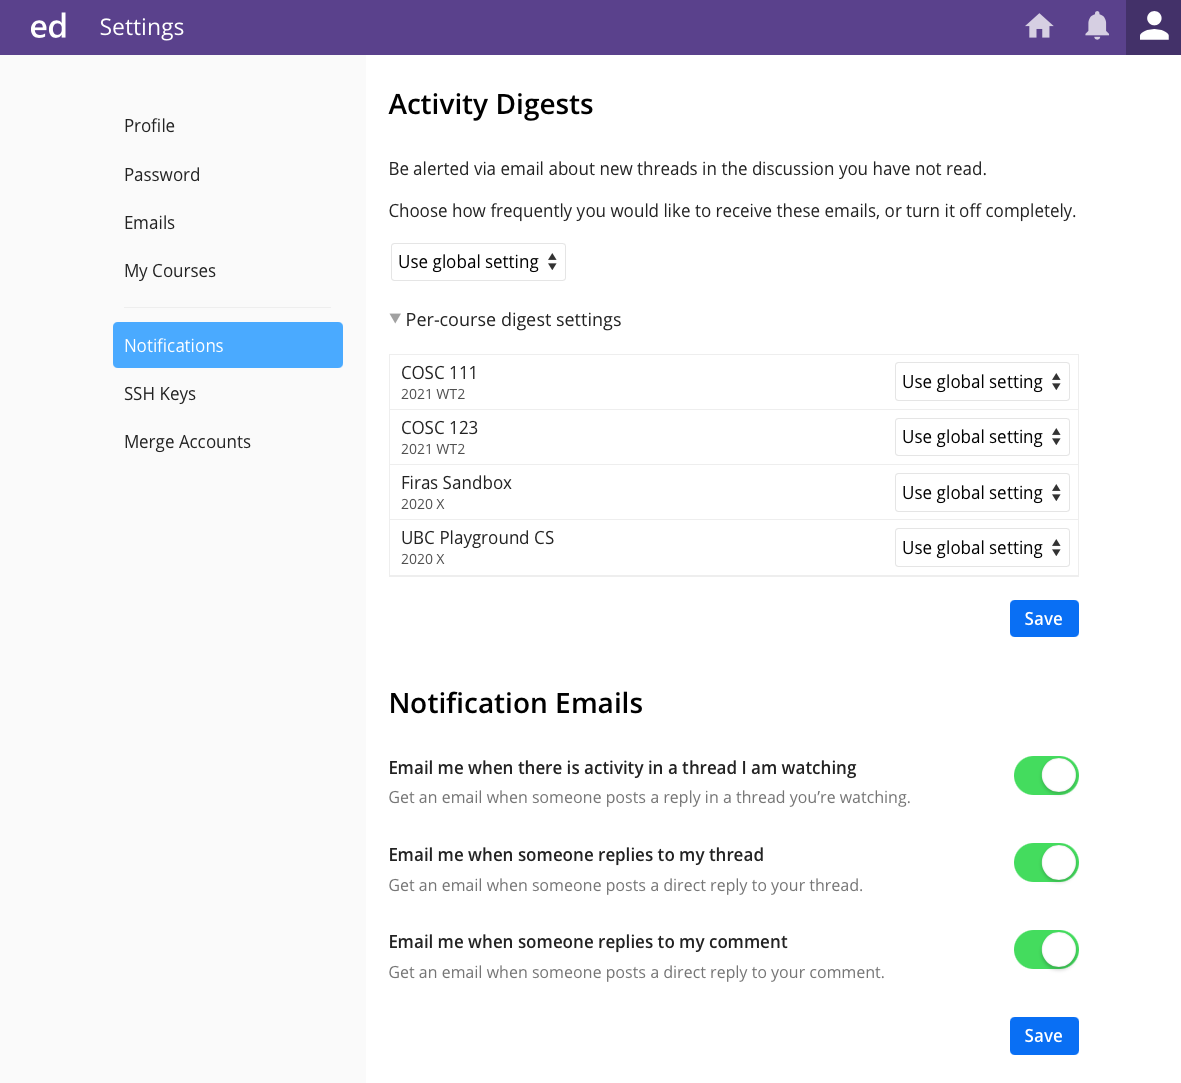 ed Settings
Profile
Password
Emails
My Courses
Notifications
SSH Keys
Merge Accounts
Activity Digests
Be alerted via email about new threads in the discussion you have not read.
Choose how frequently you would like to receive these emails, or turn it off completely.
Use global setting
Per-course digest settings
COSC 111
2021 WT2
Use global setting
COSC 123
2021 WT2
Use global setting
Firas Sandbox
2020 X
Use global setting
UBC Playground CS
2020 X
Use global setting
Save
Notification Emails
Email me when there is activity in a thread I am watching
Get an email when someone posts a reply in a thread you’re watching.
Email me when someone replies to my thread
Get an email when someone posts a direct reply to your thread.
Email me when someone replies to my comment
Get an email when someone posts a direct reply to your comment.
Save